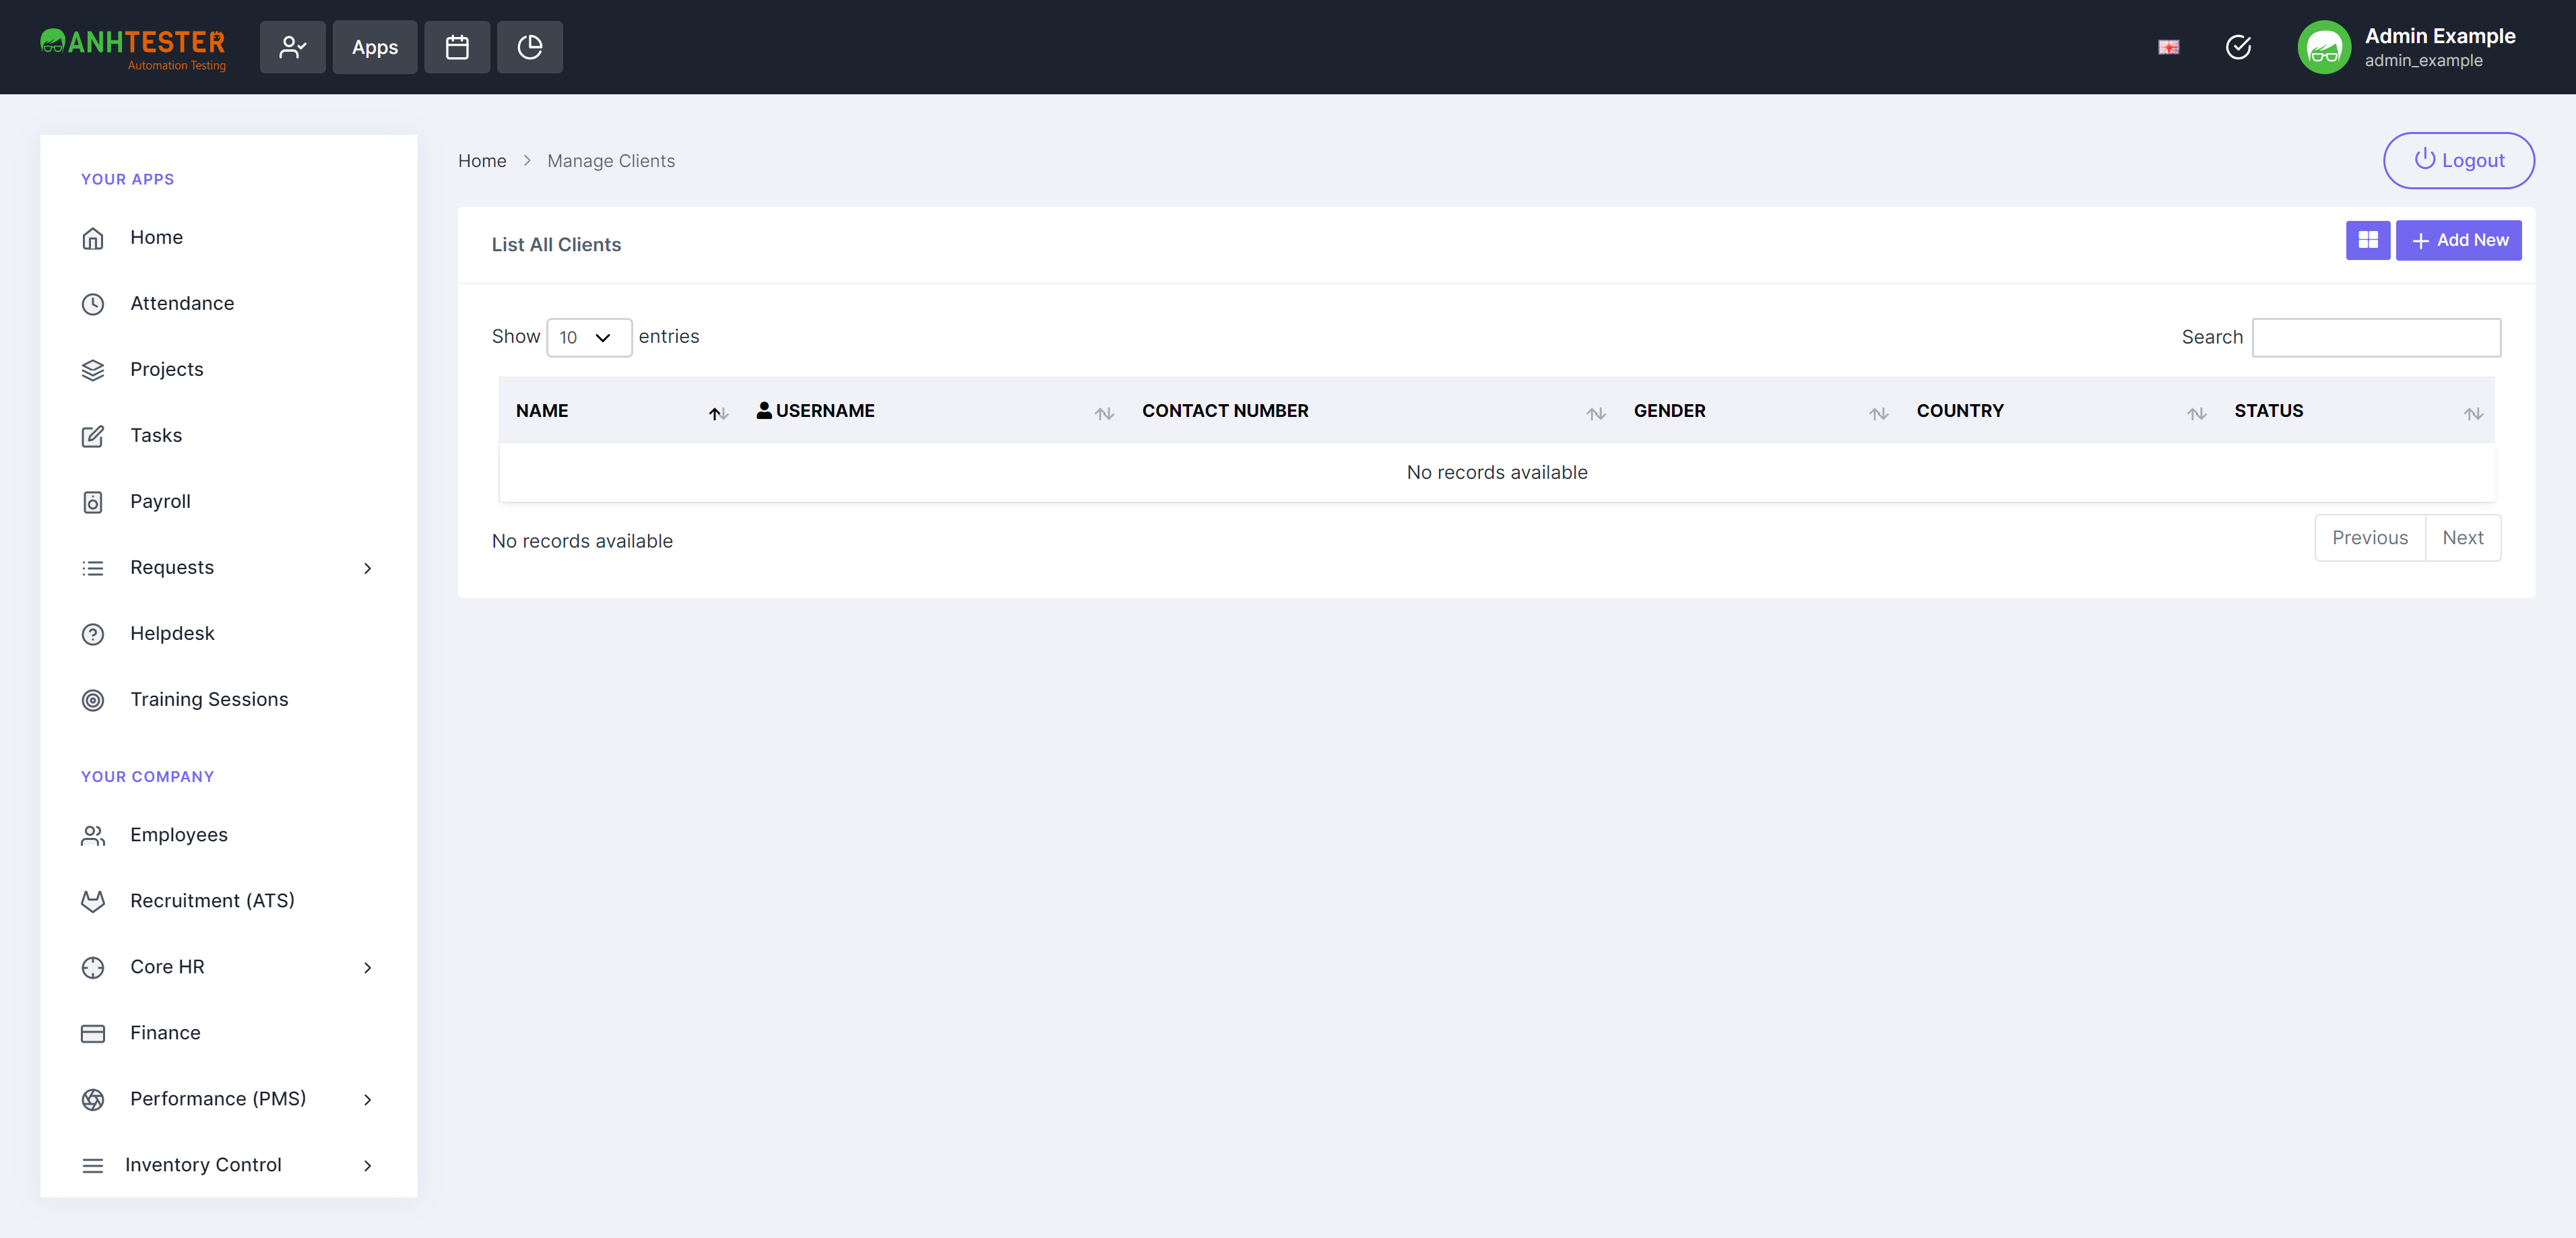 ANHTESTER
Automation Testing
Apps
Admin Example
admin_example
YOUR APPS
Home
Attendance
Projects
Tasks
Payroll
Requests
Helpdesk
Training Sessions
YOUR COMPANY
Employees
Recruitment (ATS)
Core HR
Finance
Performance (PMS)
Inventory Control
Home > Manage Clients
Logout
List All Clients
Add New
Show 10 entries
Search
NAME USERNAME CONTACT NUMBER GENDER COUNTRY STATUS
No records available
No records available
Previous Next